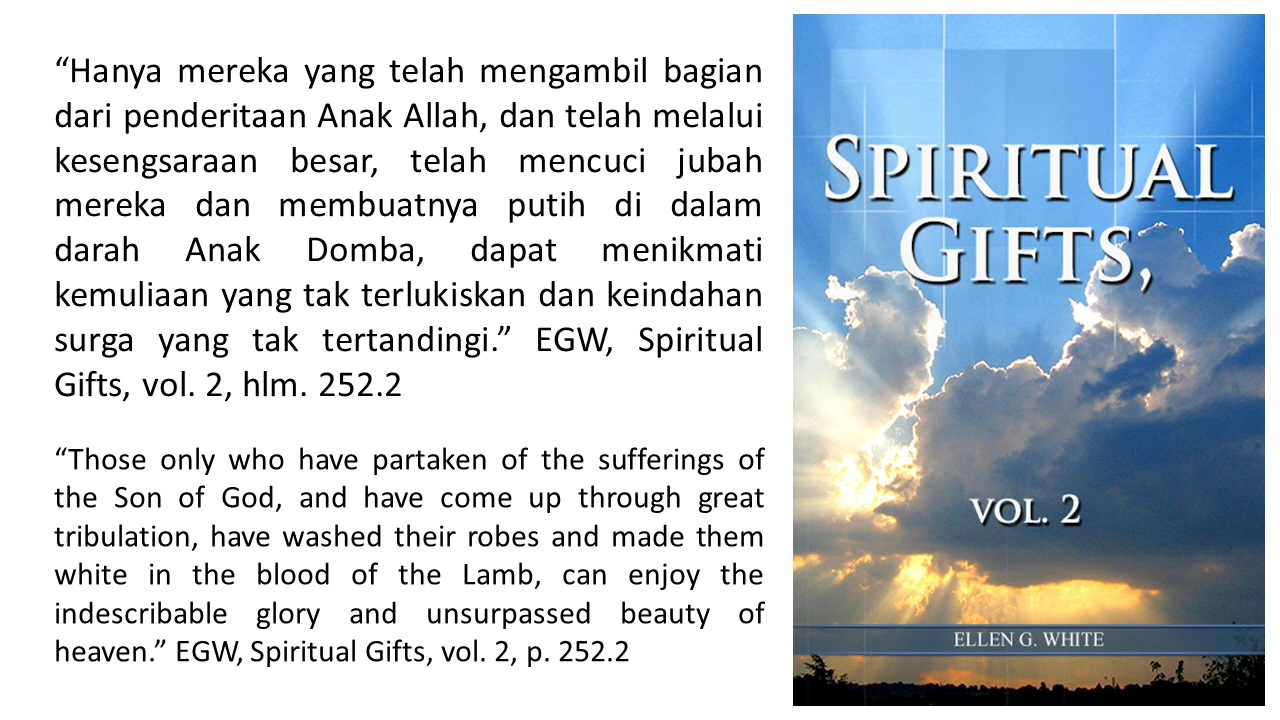 “Hanya mereka yang telah mengambil bagian
dari penderitaan Anak Allah, dan telah melalui
kesengsaraan besar, telah mencuci jubah
mereka dan membuatnya putih di dalam
darah Anak Domba, dapat menikmati
kemuliaan yang tak terlukiskan dan keindahan
surga yang tak tertandingi.” EGW, Spiritual
Gifts, vol. 2, hlm. 252.2
“Those only who have partaken of the sufferings of
the Son of God, and have come up through great
tribulation, have washed their robes and made them
white in the blood of the Lamb, can enjoy the
indescribable glory and unsurpassed beauty of
heaven.” EGW, Spiritual Gifts, vol. 2, p. 252.2
SPIRITUAL
GIFTS,
VOL. 2
ELLEN G. WHITE